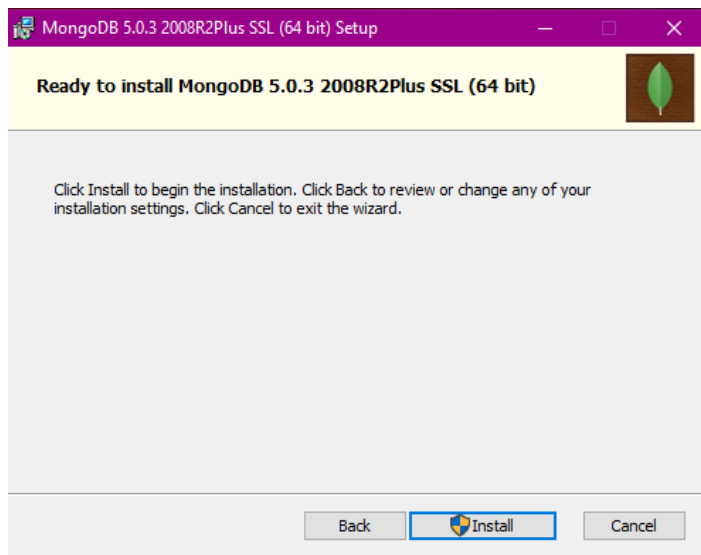 MongoDB 5.0.3 2008R2Plus SSL (64 bit) Setup
Ready to install MongoDB 5.0.3 2008R2Plus SSL (64 bit)
Click Install to begin the installation. Click Back to review or change any of your
installation settings. Click Cancel to exit the wizard.
Back Install Cancel